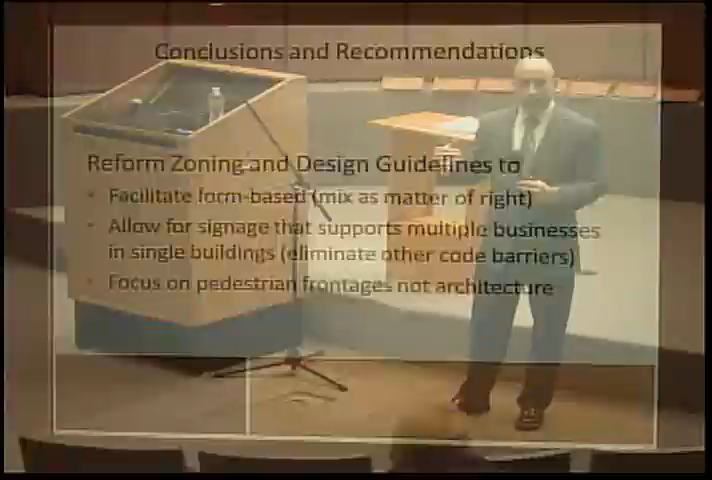 Conclusions and Recommendations
Reform Zoning and Design Guidelines to
• Facilitate form-based (mix as matter of right)
• Allow for signage that supports multiple businesses
in single buildings (eliminate other code barriers)
• Focus on pedestrian frontages not architecture